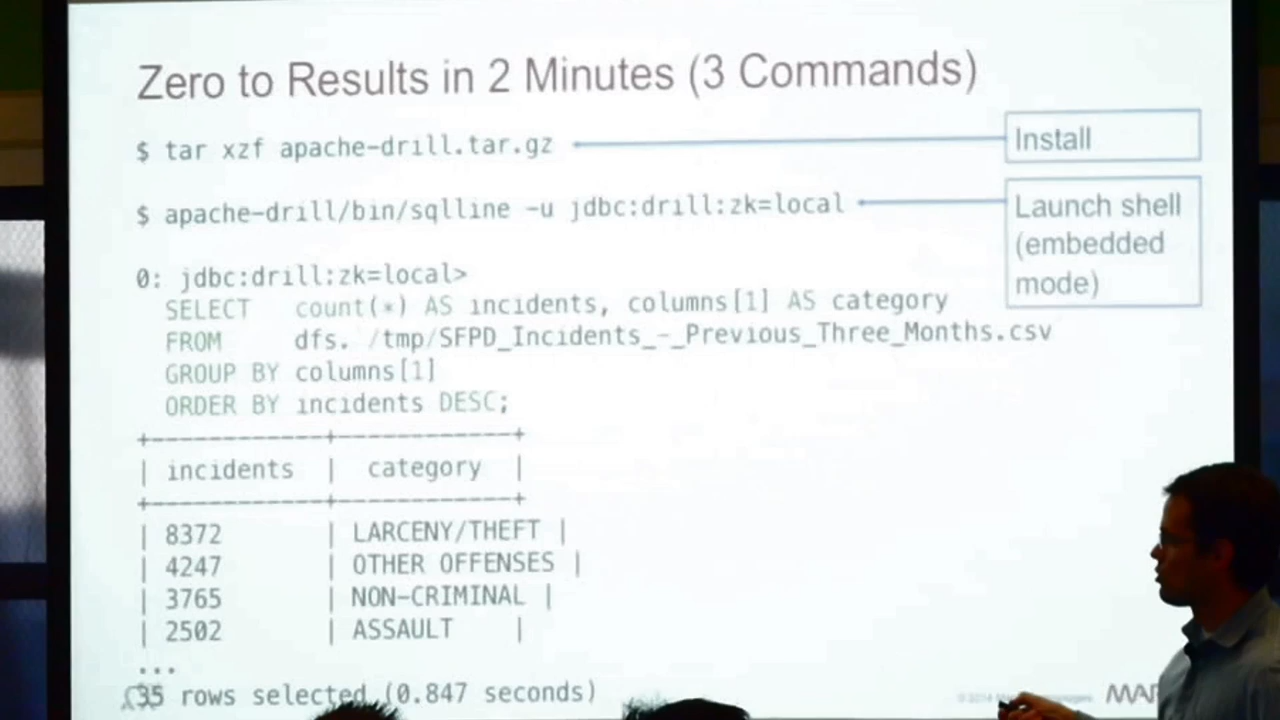 Zero to Results in 2 Minutes (3 Commands)
$ tar xzf apache-drill.tar.gz
Install
$ apache-drill/bin/sqlline -u jdbc:drill:zk=local
Launch shell
(embedded
mode)
0: jdbc:drill:zk=local>
SELECT count(*) AS incidents, columns[1] AS category
FROM dfs. /tmp/SFPD_Incidents_-_Previous_Three_Months.csv
GROUP BY columns[1]
ORDER BY incidents DESC;
+------------+------------+
| incidents | category |
+------------+------------+
| 8372 | LARCENY/THEFT |
| 4247 | OTHER OFFENSES |
| 3765 | NON-CRIMINAL |
| 2502 | ASSAULT |
...
35 rows selected (0.847 seconds)
© 2014